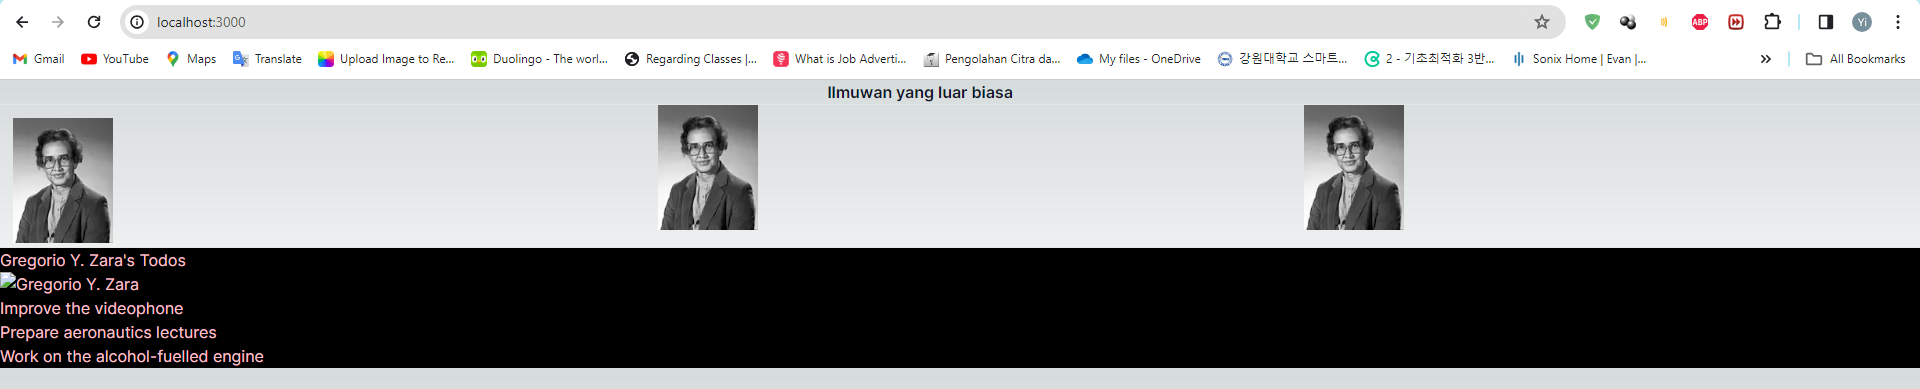 localhost:3000
ABP
Yi
Gmail YouTube Maps Translate Upload Image to Re... Duolingo - The worl... Regarding Classes |... What is Job Adverti... Pengolahan Citra da... My files - OneDrive 강원대학교 스마트... 2 - 기초최적화 3반... Sonix Home | Evan |... » All Bookmarks
Ilmuwan yang luar biasa
Gregorio Y. Zara's Todos
Gregorio Y. Zara
Improve the videophone
Prepare aeronautics lectures
Work on the alcohol-fuelled engine